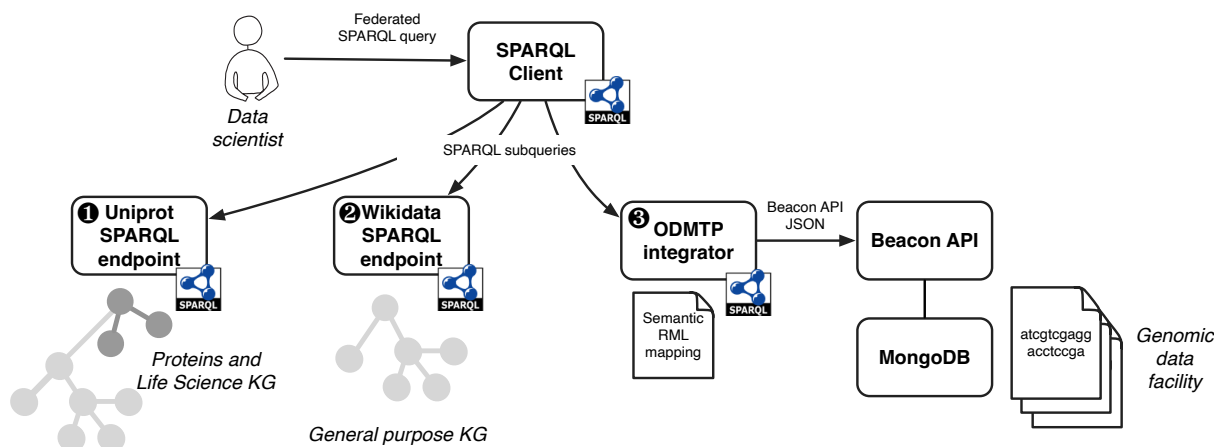 Federated
SPARQL query
SPARQL
Client
SPARQL
Data
scientist
SPARQL subqueries
❶ Uniprot
SPARQL
endpoint
SPARQL
❷ Wikidata
SPARQL
endpoint
SPARQL
❸
ODMTP
integrator
SPARQL
Beacon API
JSON
Beacon API
MongoDB
Semantic
RML
mapping
atcgtcgagg
acctccga
Genomic
data
facility
Proteins and
Life Science KG
General purpose KG